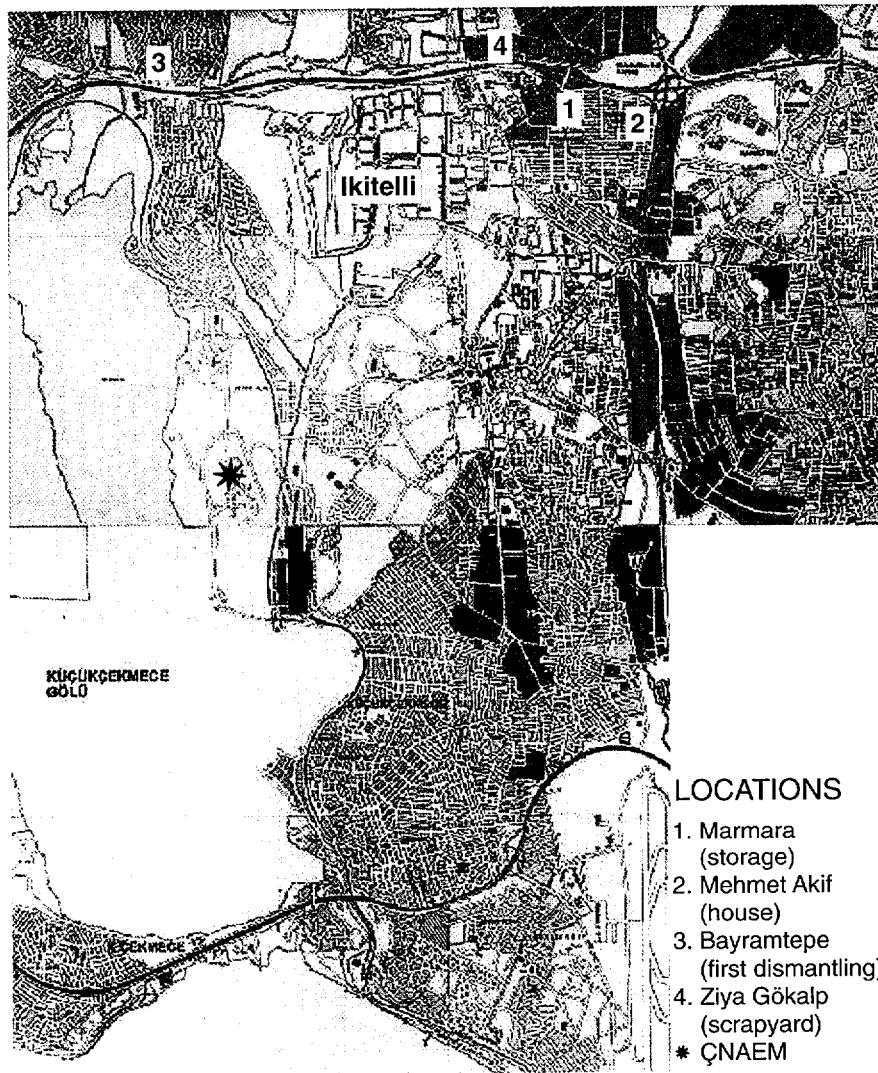 3
4
1
2
Ikitelli
KÜÇÜKÇEKMECE
GÖLÜ
LOCATIONS
1. Marmara
(storage)
2. Mehmet Akif
(house)
3. Bayramtepe
(first dismantling)
4. Ziya Gökalp
(scrapyard)
* ÇNAEM